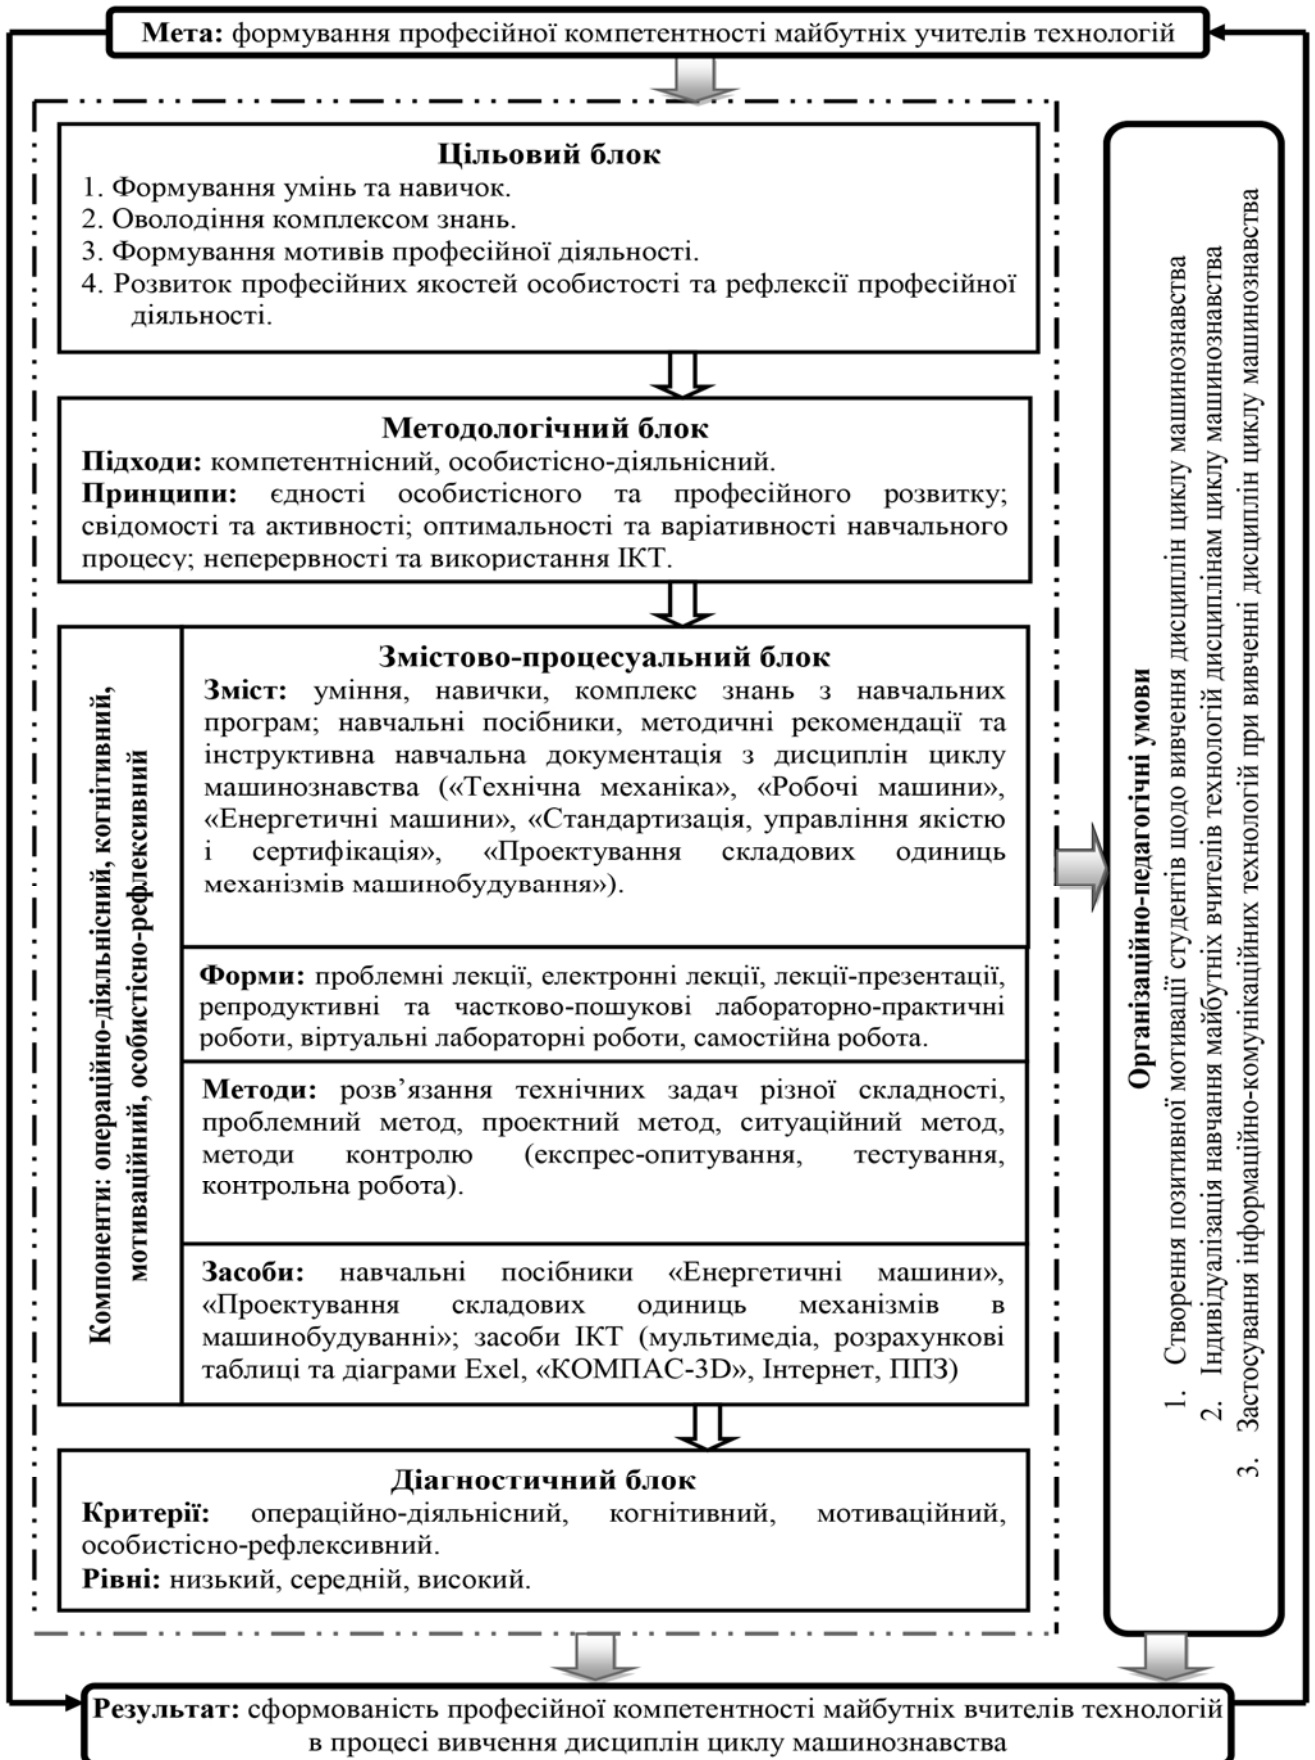 Мета: формування професійної компетентності майбутніх учителів технологій
Цільовий блок
1. Формування умінь та навичок.
2. Оволодіння комплексом знань.
3. Формування мотивів професійної діяльності.
4. Розвиток професійних якостей особистості та рефлексії професійної
діяльності.
Методологічний блок
Підходи: компетентнісний, особистісно-діяльнісний.
Принципи: єдності особистісного та професійного розвитку;
свідомості та активності; оптимальності та варіативності навчального
процесу; неперервності та використання ІКТ.
Компоненти: операційно-діяльнісний, когнітивний,
мотиваційний, особистісно-рефлексивний
Змістово-процесуальний блок
Зміст: уміння, навички, комплекс знань з навчальних
програм; навчальні посібники, методичні рекомендації та
інструктивна навчальна документація з дисциплін циклу
машинознавства («Технічна механіка», «Робочі машини»,
«Енергетичні машини», «Стандартизація, управління якістю
і сертифікація», «Проектування складових одиниць
механізмів машинобудування»).
Форми: проблемні лекції, електронні лекції, лекції-презентації,
репродуктивні та частково-пошукові лабораторно-практичні
роботи, віртуальні лабораторні роботи, самостійна робота.
Методи: розв’язання технічних задач різної складності,
проблемний метод, проектний метод, ситуаційний метод,
методи контролю (експрес-опитування, тестування,
контрольна робота).
Засоби: навчальні посібники «Енергетичні машини»,
«Проектування складових одиниць механізмів в
машинобудуванні»; засоби ІКТ (мультимедіа, розрахункові
таблиці та діаграми Exel, «КОМПАС-3D», Інтернет, ППЗ)
Діагностичний блок
Критерії: операційно-діяльнісний, когнітивний, мотиваційний,
особистісно-рефлексивний.
Рівні: низький, середній, високий.
Організаційно-педагогічні умови
1. Створення позитивної мотивації студентів щодо вивчення дисциплін циклу машинознавства
2. Індивідуалізація навчання майбутніх вчителів технологій дисциплінам циклу машинознавства
3. Застосування інформаційно-комунікаційних технологій при вивченні дисциплін циклу машинознавства
Результат: сформованість професійної компетентності майбутніх вчителів технологій
в процесі вивчення дисциплін циклу машинознавства